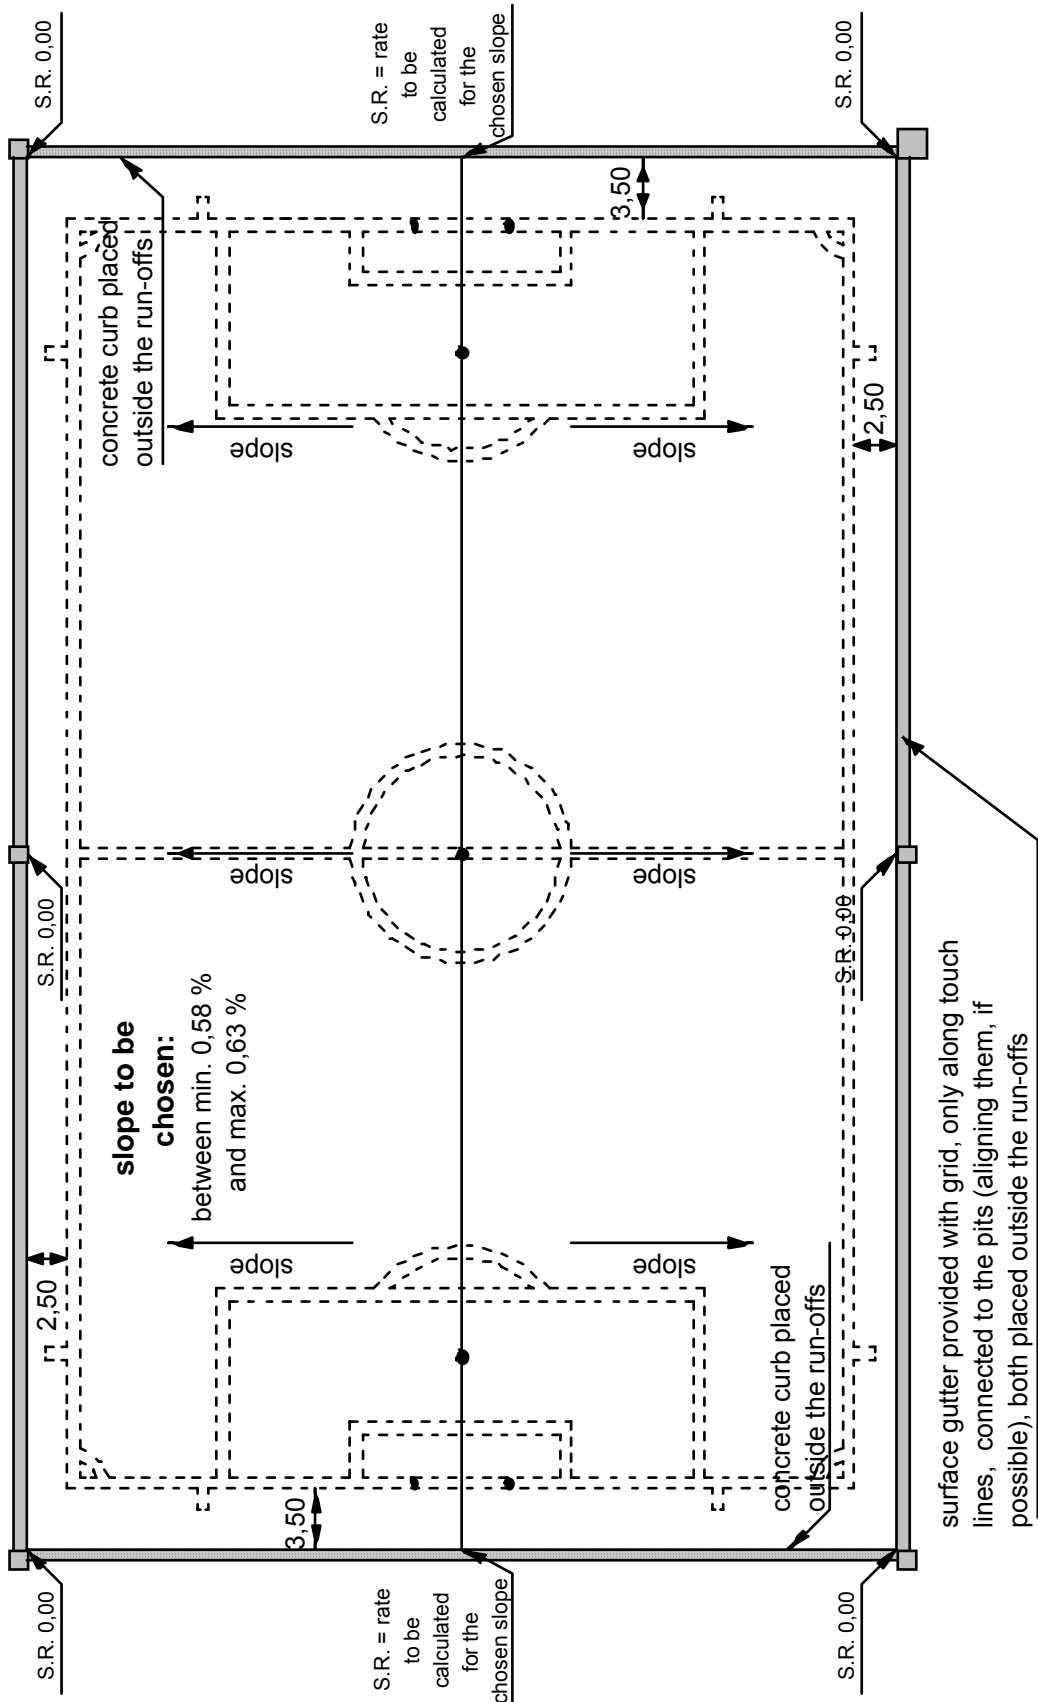 S.R. 0,00
S.R. = rate
to be
calculated
for the
chosen slope
S.R. 0,00
concrete curb placed
outside the run-offs
3,50
slope
slope
2,50
slope
slope
S.R. 0,00
S.R. 0,00
slope to be
chosen:
between min. 0,58 %
and max. 0,63 %
slope
slope
2,50
concrete curb placed
outside the run-offs
3,50
S.R. 0,00
S.R. = rate
to be
calculated
for the
chosen slope
S.R. 0,00
surface gutter provided with grid, only along touch
lines, connected to the pits (aligning them, if
possible), both placed outside the run-offs